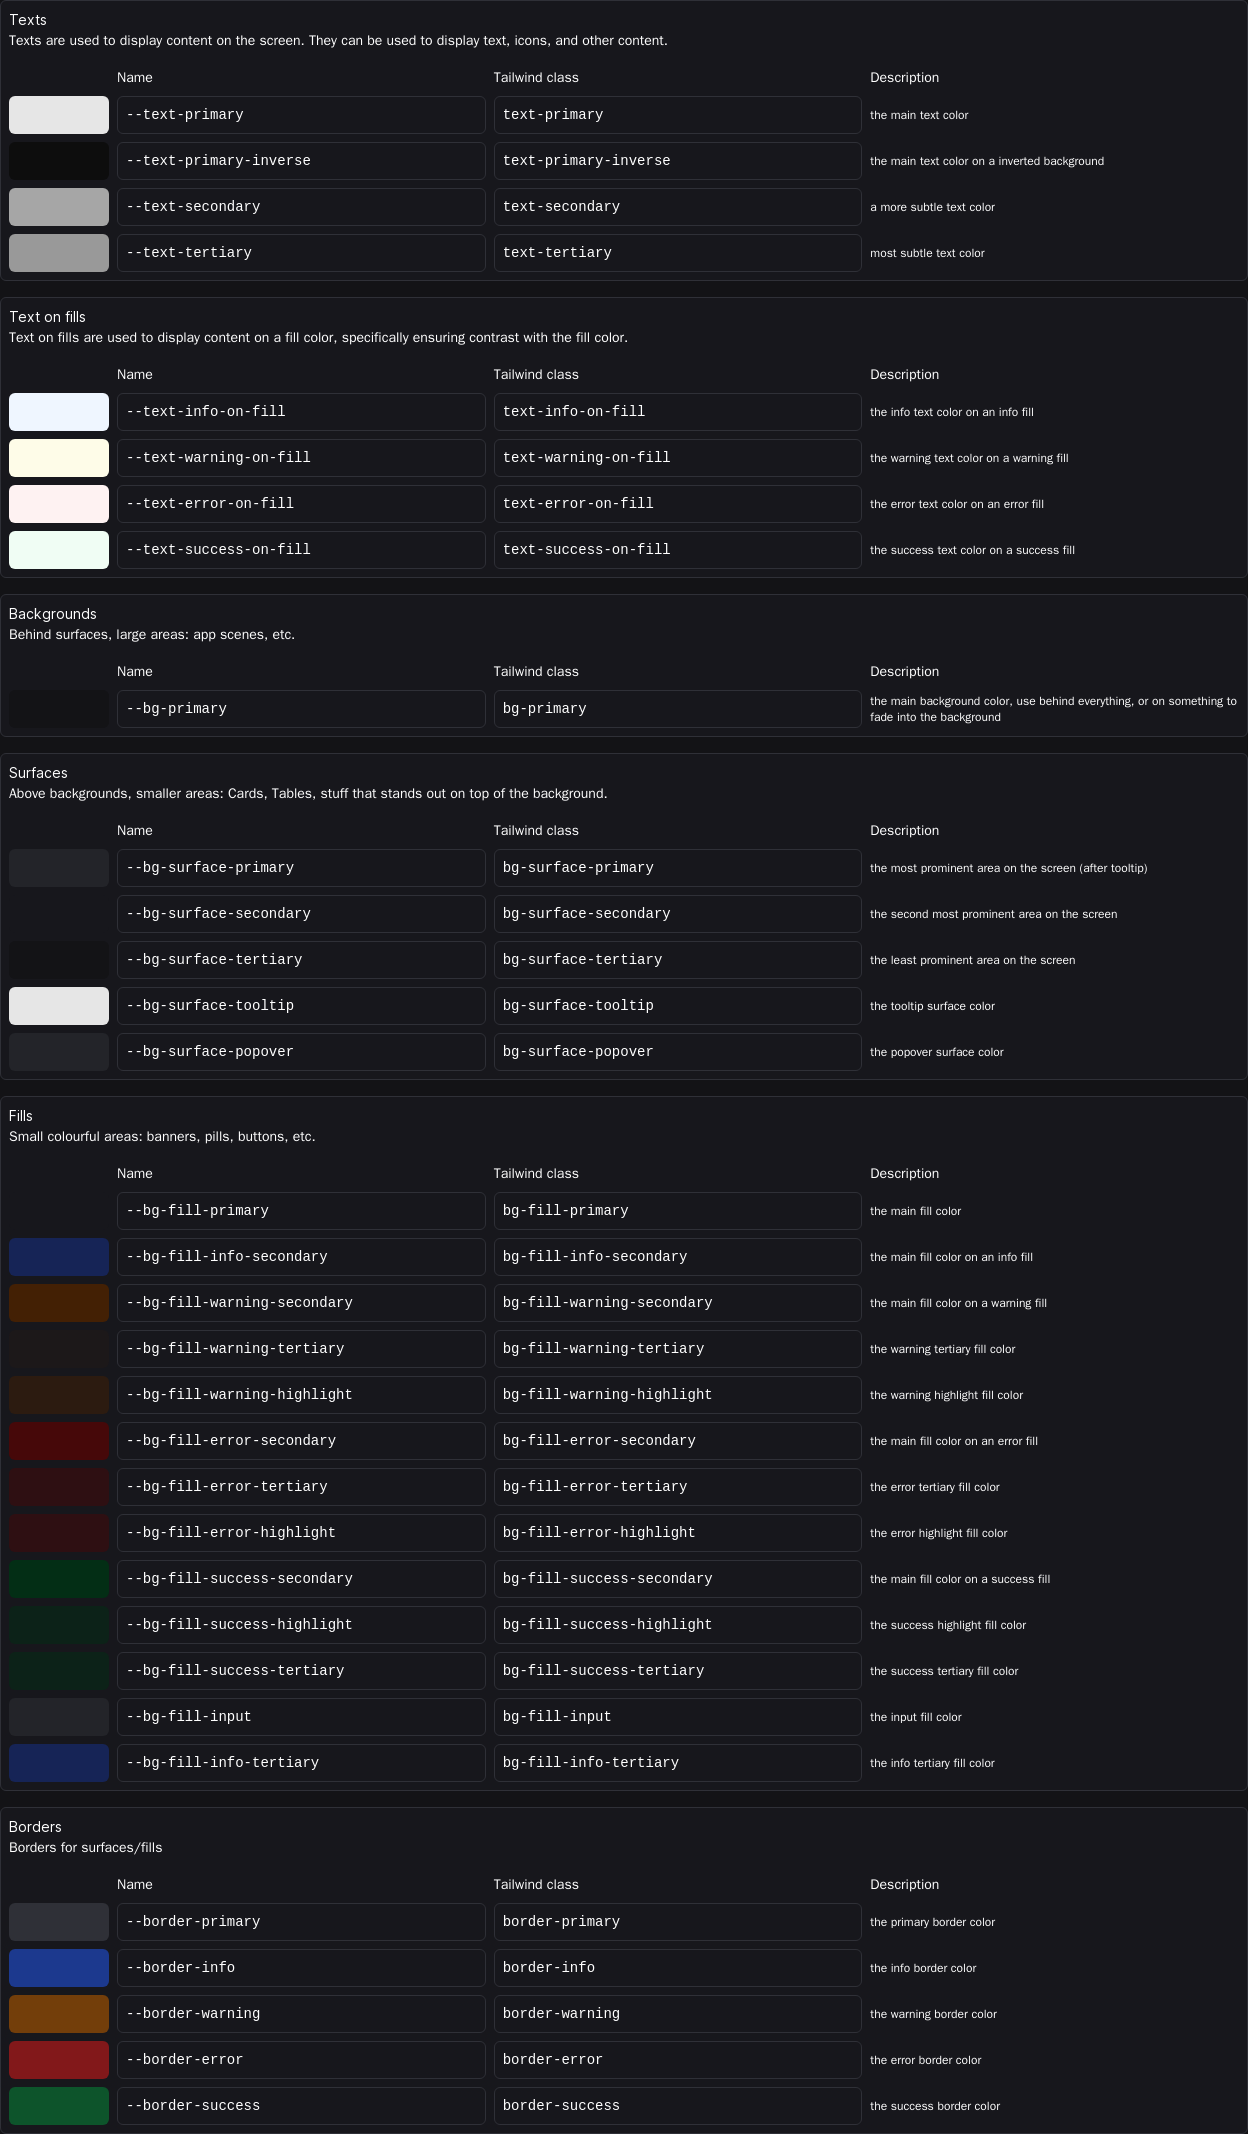 Texts
Texts are used to display content on the screen. They can be used to display text, icons, and other content.
Name Tailwind class Description
--text-primary text-primary the main text color
--text-primary-inverse text-primary-inverse the main text color on a inverted background
--text-secondary text-secondary a more subtle text color
--text-tertiary text-tertiary most subtle text color
Text on fills
Text on fills are used to display content on a fill color, specifically ensuring contrast with the fill color.
Name Tailwind class Description
--text-info-on-fill text-info-on-fill the info text color on an info fill
--text-warning-on-fill text-warning-on-fill the warning text color on a warning fill
--text-error-on-fill text-error-on-fill the error text color on an error fill
--text-success-on-fill text-success-on-fill the success text color on a success fill
Backgrounds
Behind surfaces, large areas: app scenes, etc.
Name Tailwind class Description
--bg-primary bg-primary the main background color, use behind everything, or on something to
fade into the background
Surfaces
Above backgrounds, smaller areas: Cards, Tables, stuff that stands out on top of the background.
Name Tailwind class Description
--bg-surface-primary bg-surface-primary the most prominent area on the screen (after tooltip)
--bg-surface-secondary bg-surface-secondary the second most prominent area on the screen
--bg-surface-tertiary bg-surface-tertiary the least prominent area on the screen
--bg-surface-tooltip bg-surface-tooltip the tooltip surface color
--bg-surface-popover bg-surface-popover the popover surface color
Fills
Small colourful areas: banners, pills, buttons, etc.
Name Tailwind class Description
--bg-fill-primary bg-fill-primary the main fill color
--bg-fill-info-secondary bg-fill-info-secondary the main fill color on an info fill
--bg-fill-warning-secondary bg-fill-warning-secondary the main fill color on a warning fill
--bg-fill-warning-tertiary bg-fill-warning-tertiary the warning tertiary fill color
--bg-fill-warning-highlight bg-fill-warning-highlight the warning highlight fill color
--bg-fill-error-secondary bg-fill-error-secondary the main fill color on an error fill
--bg-fill-error-tertiary bg-fill-error-tertiary the error tertiary fill color
--bg-fill-error-highlight bg-fill-error-highlight the error highlight fill color
--bg-fill-success-secondary bg-fill-success-secondary the main fill color on a success fill
--bg-fill-success-highlight bg-fill-success-highlight the success highlight fill color
--bg-fill-success-tertiary bg-fill-success-tertiary the success tertiary fill color
--bg-fill-input bg-fill-input the input fill color
--bg-fill-info-tertiary bg-fill-info-tertiary the info tertiary fill color
Borders
Borders for surfaces/fills
Name Tailwind class Description
--border-primary border-primary the primary border color
--border-info border-info the info border color
--border-warning border-warning the warning border color
--border-error border-error the error border color
--border-success border-success the success border color